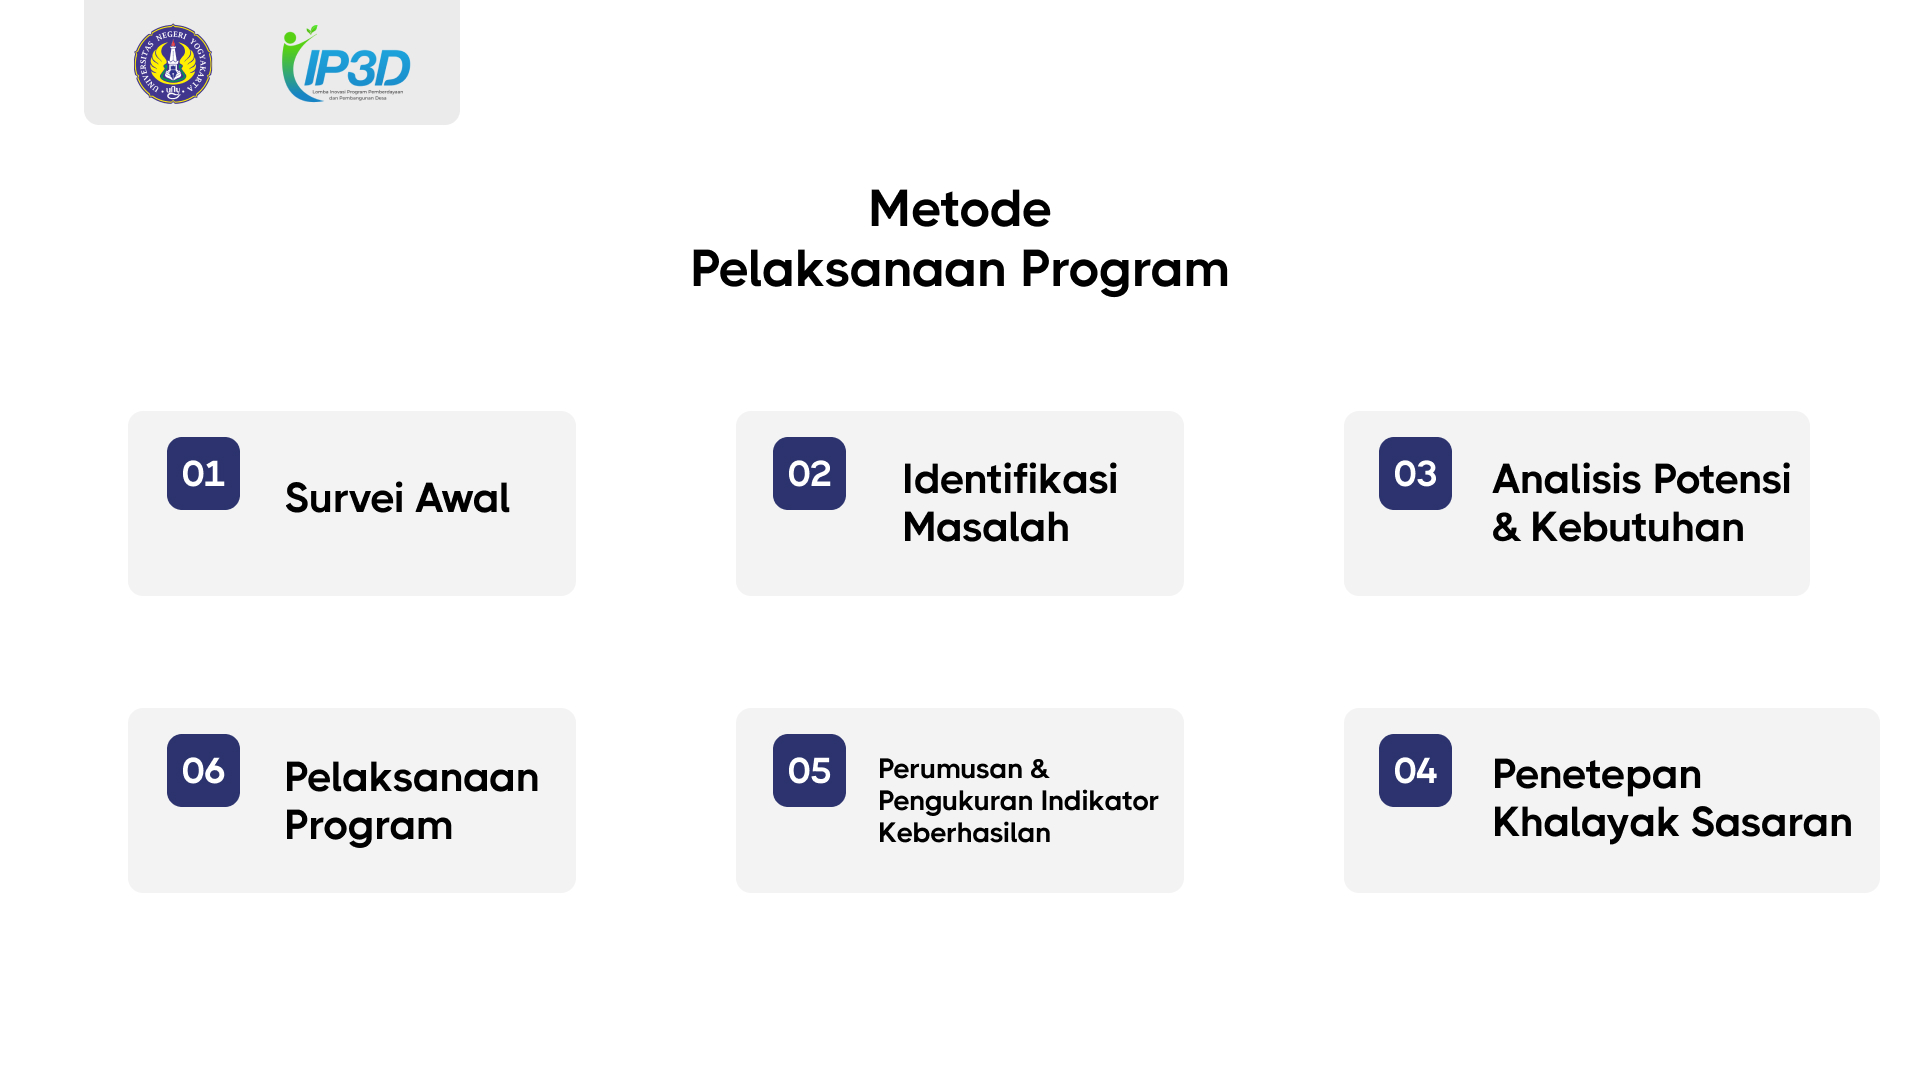 UNIVERSITAS NEGERI YOGYAKARTA
IP3D
Lomba Inovasi Program Pemberdayaan
dan Pembangunan Desa
Metode
Pelaksanaan Program
01
Survei Awal
02
Identifikasi
Masalah
03
Analisis Potensi
& Kebutuhan
06
Pelaksanaan
Program
05
Perumusan &
Pengukuran Indikator
Keberhasilan
04
Penetepan
Khalayak Sasaran